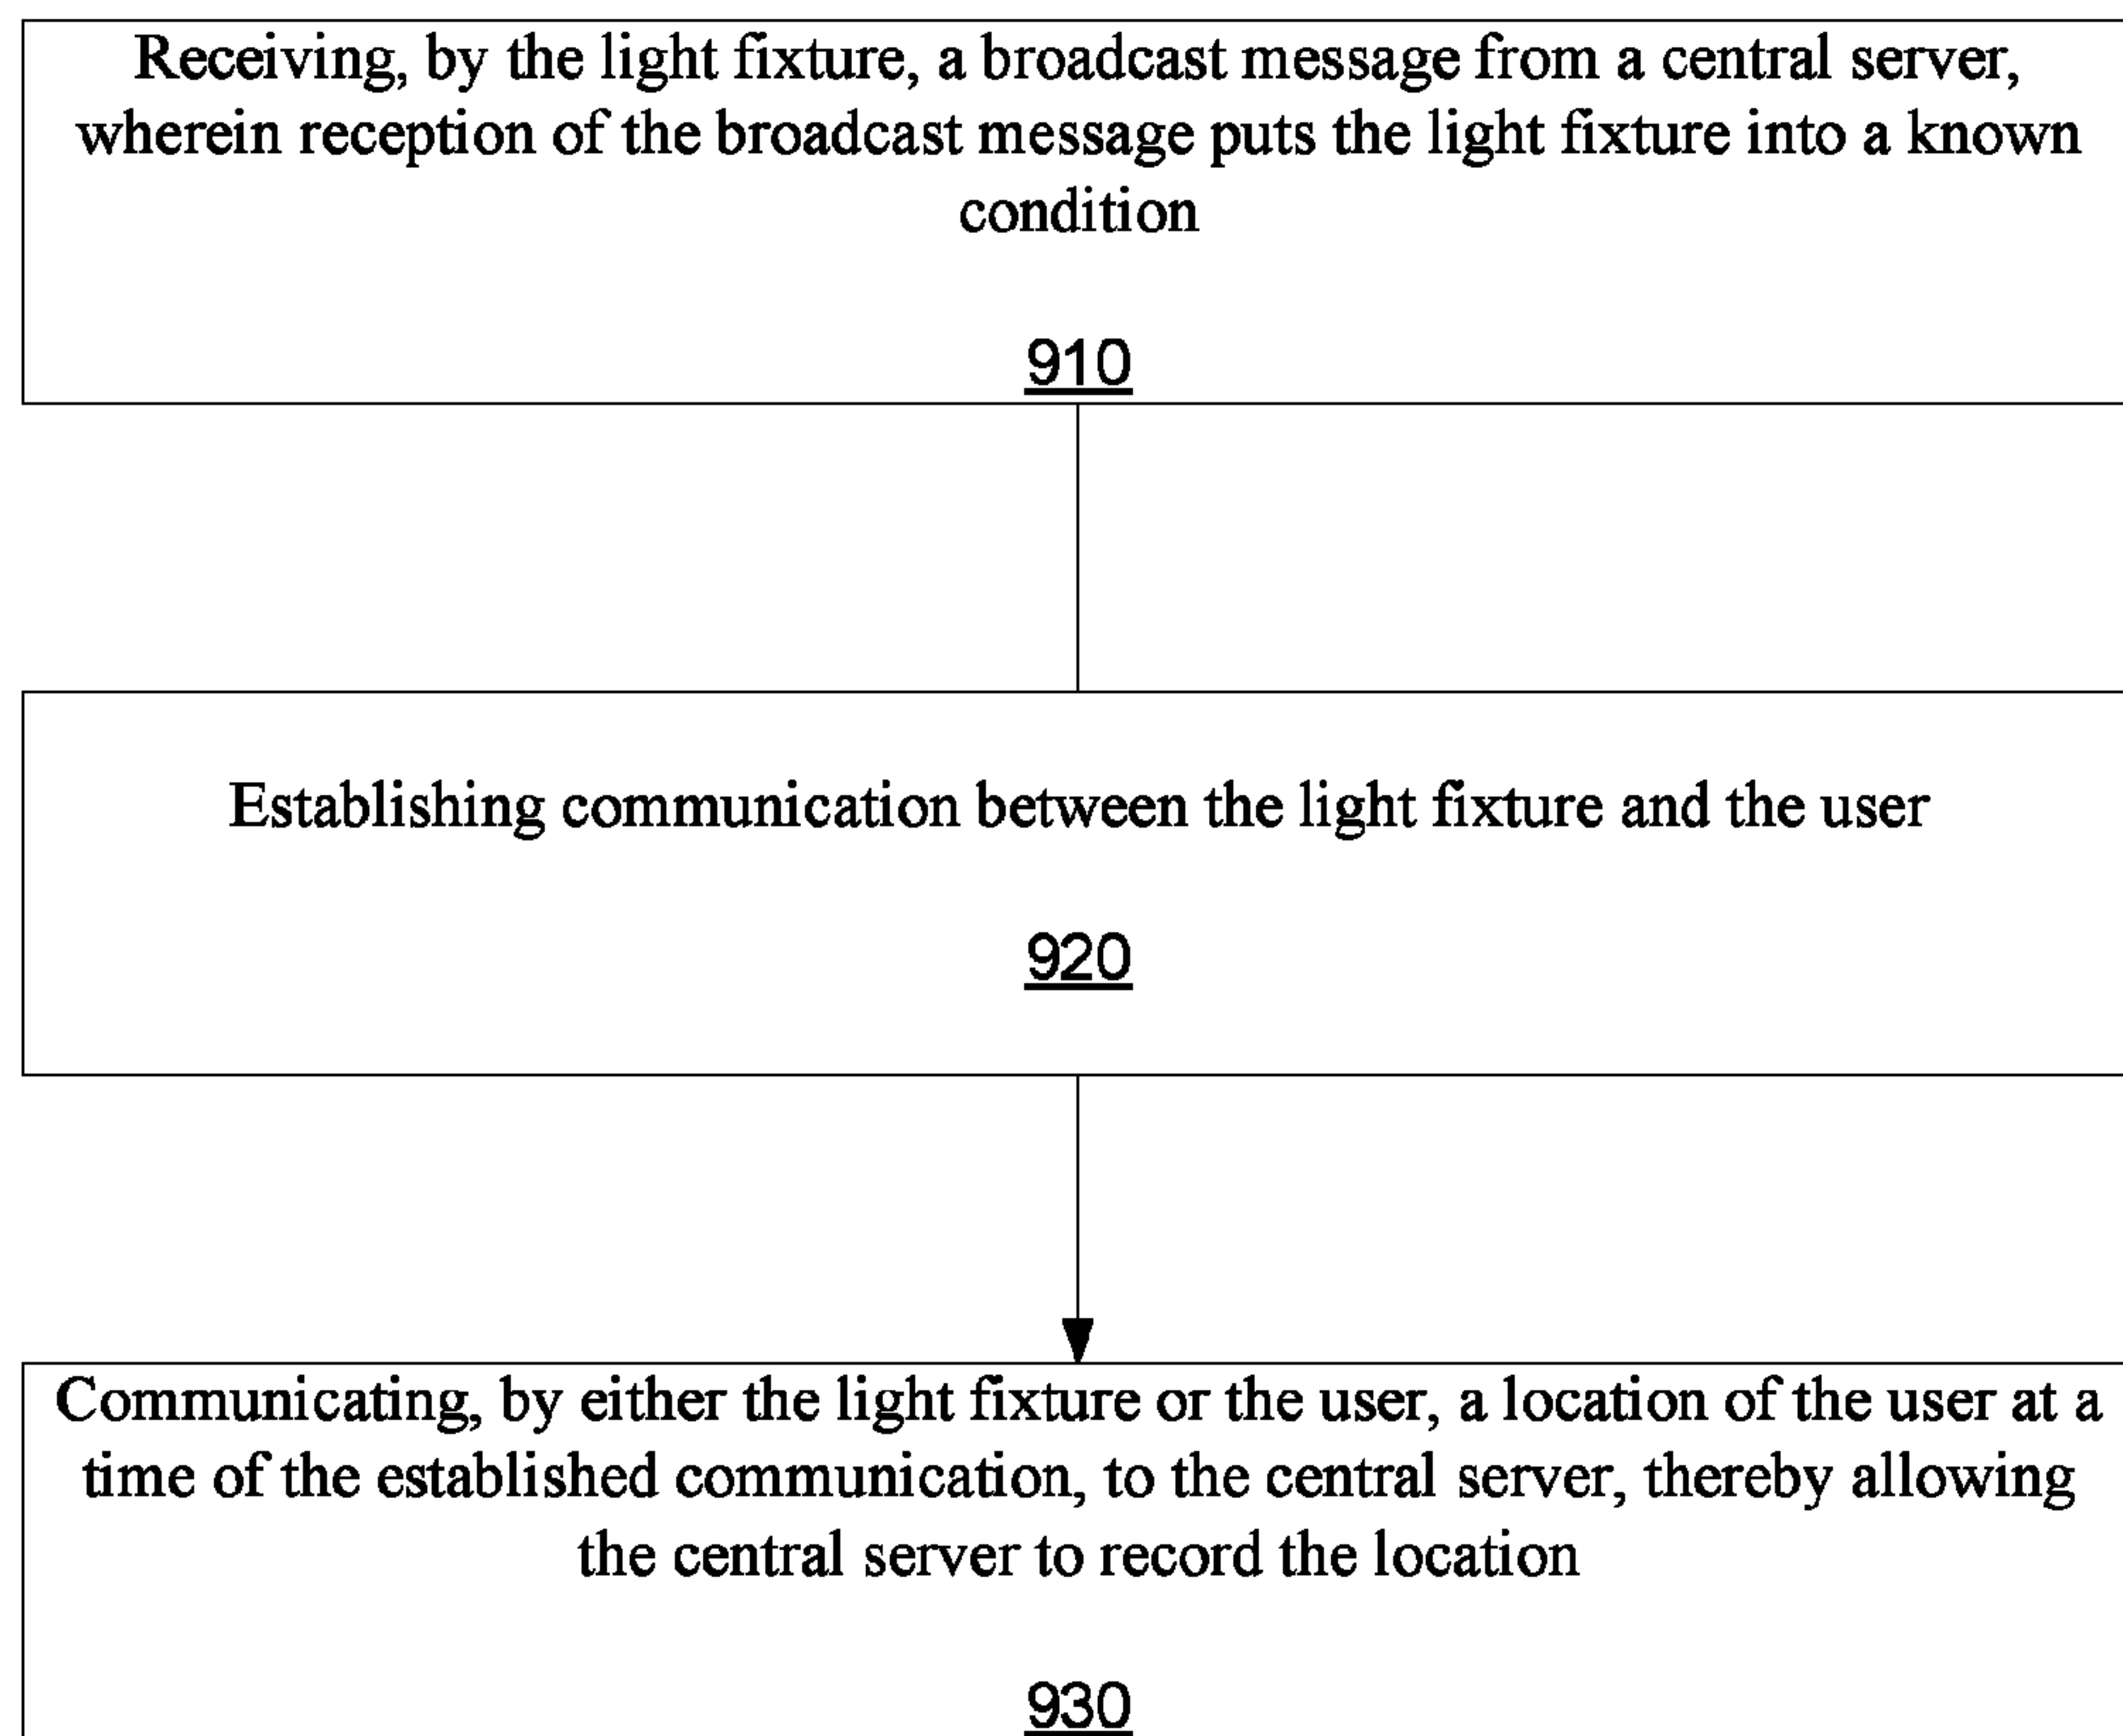 Receiving, by the light fixture, a broadcast message from a central server,
wherein reception of the broadcast message puts the light fixture into a known
condition
910
Establishing communication between the light fixture and the user
920
Communicating, by either the light fixture or the user, a location of the user at a
time of the established communication, to the central server, thereby allowing
the central server to record the location
930